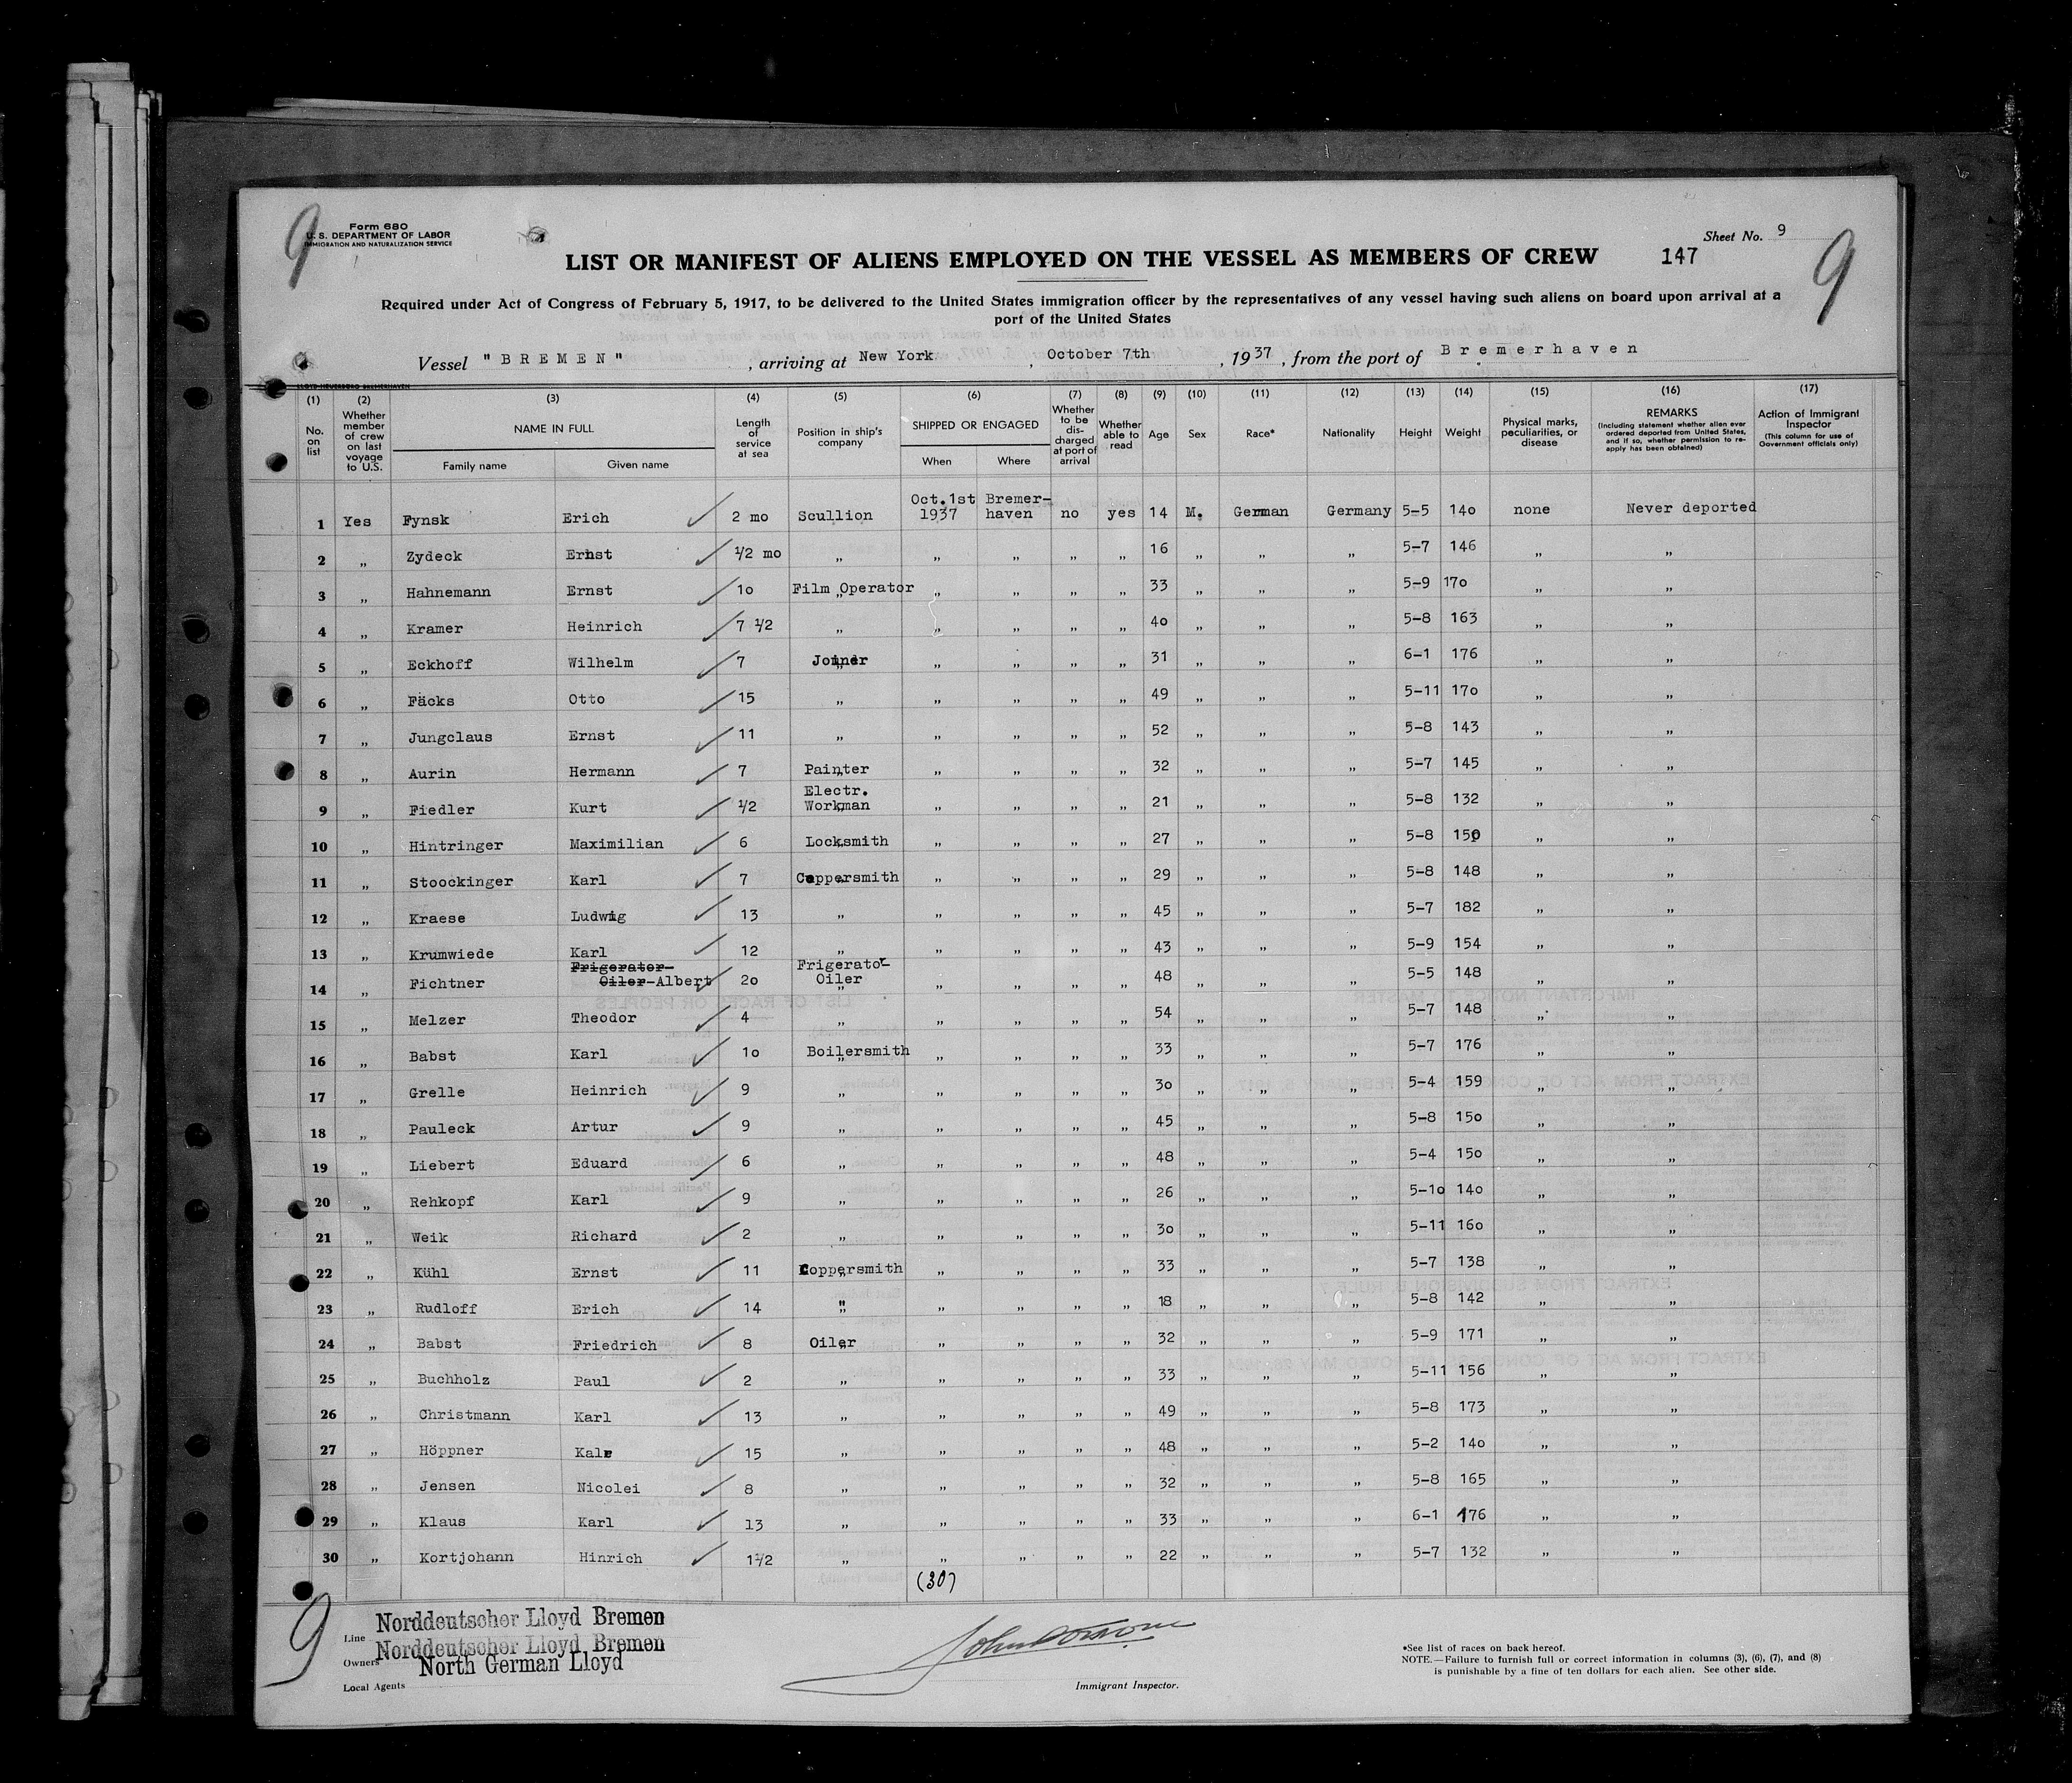 9
Form 680
U. S. DEPARTMENT OF LABOR
IMMIGRATION AND NATURALIZATION SERVICE
Sheet No. 9
9
LIST OR MANIFEST OF ALIENS EMPLOYED ON THE VESSEL AS MEMBERS OF CREW 147
Required under Act of Congress of February 5, 1917, to be delivered to the United States immigration officer by the representatives of any vessel having such aliens on board upon arrival at a
port of the United States
Vessel "BREMEN", arriving at New York, October 7th, 1937, from the port of Bremerhaven
(1) (2) (3) (4) (5) (6) (7) (8) (9) (10) (11) (12) (13) (14) (15) (16) (17)
No. on list
Whether member of crew on last voyage to U.S.
NAME IN FULL
Family name Given name
Length of service at sea
Position in ship's company
SHIPPED OR ENGAGED
When Where
Whether to be discharged at port of arrival
Whether able to read
Age
Sex
Race*
Nationality
Height
Weight
Physical marks, peculiarities, or disease
REMARKS
(Including statement whether alien ever ordered deported from United States, and if so, whether permission to re-apply has been obtained)
Action of Immigrant Inspector
(This column for use of Government officials only)
1 Yes Fynsk Erich 2 mo Scullion Oct.1st 1937 Bremer-haven no yes 14 M. German Germany 5-5 140 none Never deported
2 „ Zydeck Ernst 1/2 mo „ „ „ „ „ 16 „ „ „ 5-7 146 „ „
3 „ Hahnemann Ernst 10 Film Operator „ „ „ „ 33 „ „ „ 5-9 170 „ „
4 „ Kramer Heinrich 7 1/2 „ „ „ „ „ 40 „ „ „ 5-8 163 „ „
5 „ Eckhoff Wilhelm 7 Joiner „ „ „ „ 31 „ „ „ 6-1 176 „ „
6 „ Fäcks Otto 15 „ „ „ „ „ 49 „ „ „ 5-11 170 „ „
7 „ Jungclaus Ernst 11 „ „ „ „ „ 52 „ „ „ 5-8 143 „ „
8 „ Aurin Hermann 7 Painter „ „ „ „ 32 „ „ „ 5-7 145 „ „
9 „ Fiedler Kurt 1/2 Electr. Workman „ „ „ „ 21 „ „ „ 5-8 132 „ „
10 „ Hintringer Maximilian 6 Locksmith „ „ „ „ 27 „ „ „ 5-8 150 „ „
11 „ Stoockinger Karl 7 Coppersmith „ „ „ „ 29 „ „ „ 5-8 148 „ „
12 „ Kraese Ludwig 13 „ „ „ „ „ 45 „ „ „ 5-7 182 „ „
13 „ Krumwiede Karl 12 „ „ „ „ „ 43 „ „ „ 5-9 154 „ „
14 „ Fichtner Frigerator-Oiler-Albert 20 Frigerator-Oiler „ „ „ „ 48 „ „ „ 5-5 148 „ „
15 „ Melzer Theodor 4 „ „ „ „ „ 54 „ „ „ 5-7 148 „ „
16 „ Babst Karl 10 Boilersmith „ „ „ „ 33 „ „ „ 5-7 176 „ „
17 „ Grelle Heinrich 9 „ „ „ „ „ 30 „ „ „ 5-4 159 „ „
18 „ Pauleck Artur 9 „ „ „ „ „ 45 „ „ „ 5-8 150 „ „
19 „ Liebert Eduard 6 „ „ „ „ „ 48 „ „ „ 5-4 150 „ „
20 „ Rehkopf Karl 9 „ „ „ „ „ 26 „ „ „ 5-10 140 „ „
21 „ Weik Richard 2 „ „ „ „ „ 30 „ „ „ 5-11 160 „ „
22 „ Kühl Ernst 11 Coppersmith „ „ „ „ 33 „ „ „ 5-7 138 „ „
23 „ Rudloff Erich 14 „ „ „ „ „ 18 „ „ „ 5-8 142 „ „
24 „ Babst Friedrich 8 Oiler „ „ „ „ 32 „ „ „ 5-9 171 „ „
25 „ Buchholz Paul 2 „ „ „ „ „ 33 „ „ „ 5-11 156 „ „
26 „ Christmann Karl 13 „ „ „ „ „ 49 „ „ „ 5-8 173 „ „
27 „ Höppner Kalr 15 „ „ „ „ „ 48 „ „ „ 5-2 140 „ „
28 „ Jensen Nicolei 8 „ „ „ „ „ 32 „ „ „ 5-8 165 „ „
29 „ Klaus Karl 13 „ „ „ „ „ 33 „ „ „ 6-1 176 „ „
30 „ Kortjohann Hinrich 11/2 „ „ „ „ „ 22 „ „ „ 5-7 132 „ „
(30)
9
Line Norddeutscher Lloyd Bremen
Owners Norddeutscher Lloyd Bremen
North German Lloyd
Local Agents
Immigrant Inspector.
*See list of races on back hereof.
NOTE.—Failure to furnish full or correct information in columns (3), (6), (7), and (8)
is punishable by a fine of ten dollars for each alien. See other side.